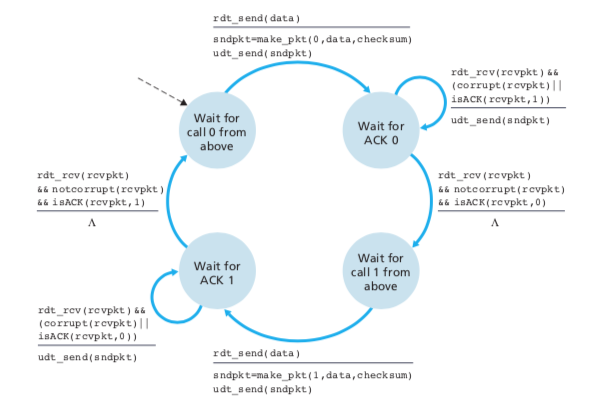 rdt_send(data)
sndpkt=make_pkt(0,data,checksum)
udt_send(sndpkt)
rdt_rcv(rcvpkt)&&
(corrupt(rcvpkt)||
isACK(rcvpkt,1))
udt_send(sndpkt)
Wait for
call 0 from
above
Wait for
ACK 0
rdt_rcv(rcvpkt)
&& notcorrupt(rcvpkt)
&& isACK(rcvpkt,1)
Λ
rdt_rcv(rcvpkt)
&& notcorrupt(rcvpkt)
&& isACK(rcvpkt,0)
Λ
Wait for
ACK 1
Wait for
call 1 from
above
rdt_rcv(rcvpkt)&&
(corrupt(rcvpkt)||
isACK(rcvpkt,0))
udt_send(sndpkt)
rdt_send(data)
sndpkt=make_pkt(1,data,checksum)
udt_send(sndpkt)